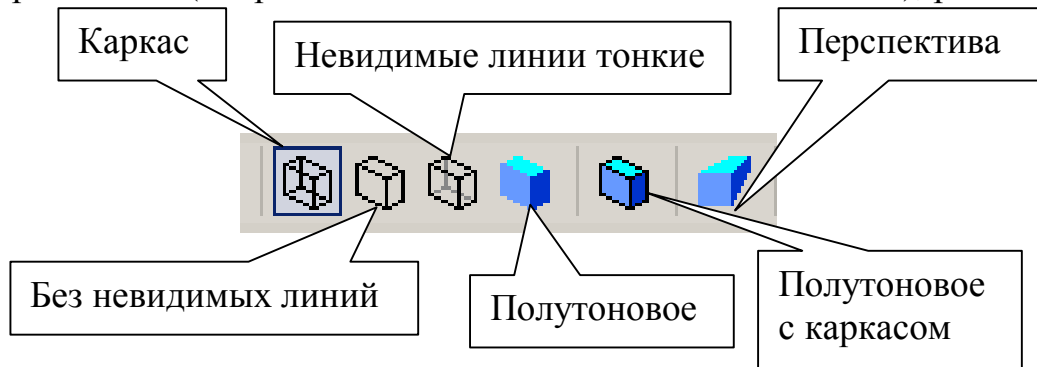 Каркас
Невидимые линии тонкие
Перспектива
Без невидимых линий
Полутоновое
Полутоновое
с каркасом